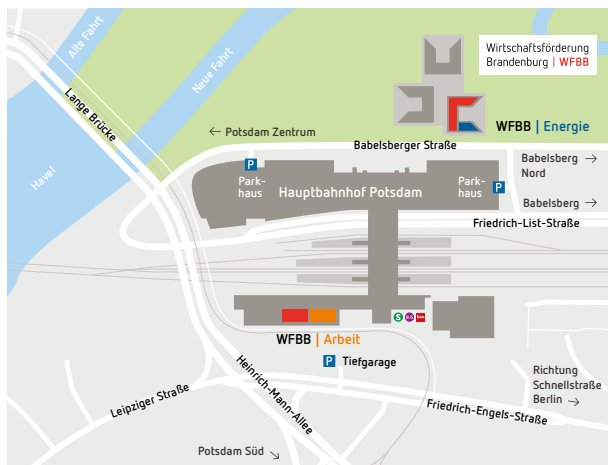 Wirtschaftsförderung
Brandenburg | WFBB
Alte Fahrt
Neue Fahrt
Lange Brücke
Havel
← Potsdam Zentrum
WFBB | Energie
Babelsberger Straße
Babelsberg →
Nord
P
Park-
haus
Hauptbahnhof Potsdam
Park-
haus
P
Babelsberg →
Friedrich-List-Straße
S
BUS
Tram
WFBB | Arbeit
P Tiefgarage
Heinrich-Mann-Allee
Leipziger Straße
Friedrich-Engels-Straße
Richtung
Schnellstraße
Berlin →
Potsdam Süd ↘